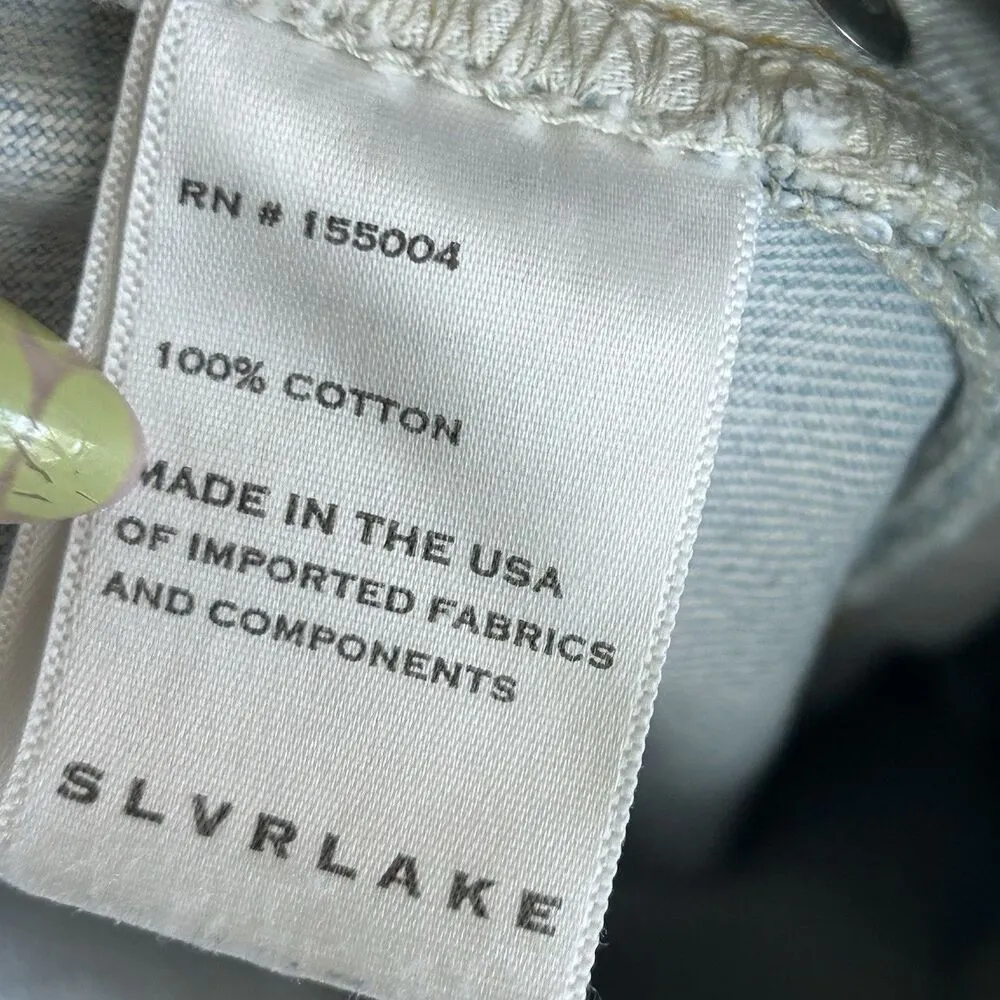 RN # 155004
100% COTTON
MADE IN THE USA
OF IMPORTED FABRICS
AND COMPONENTS
SLVRLAKE